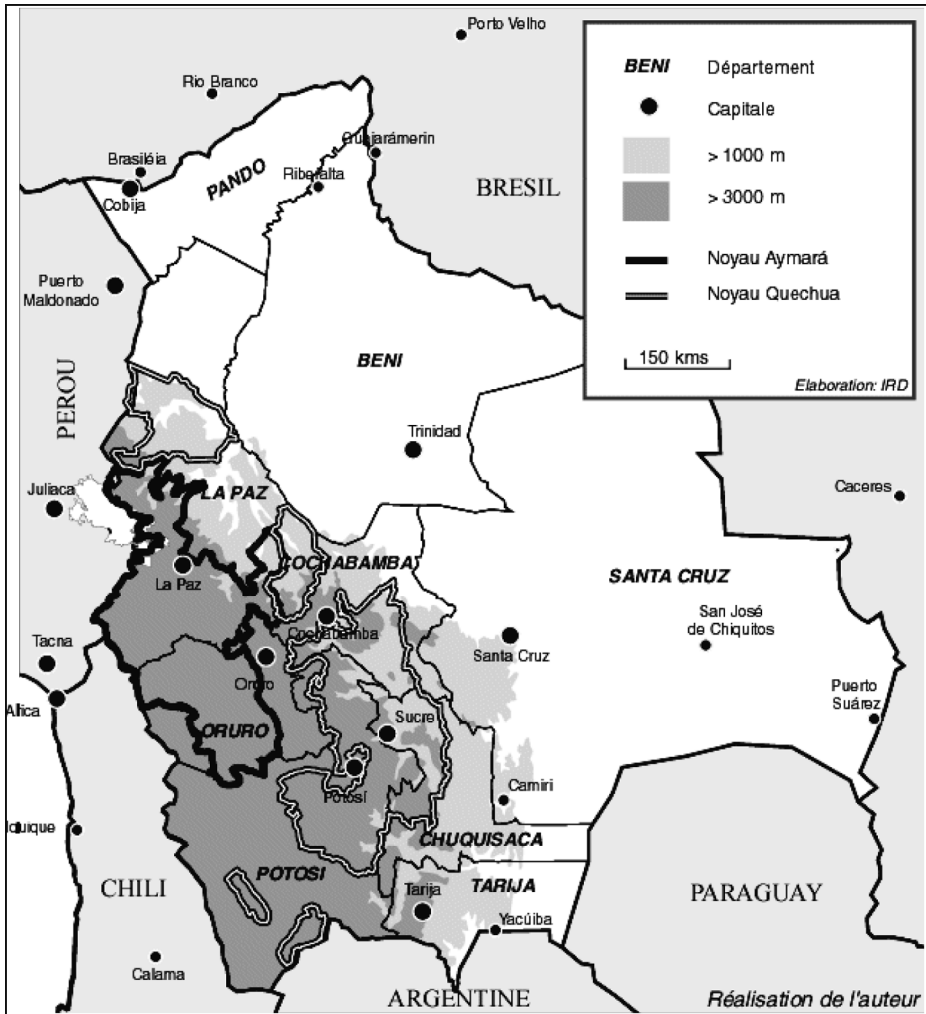 Porto Velho
Rio Branco
BENI Département
Capitale
> 1000 m
> 3000 m
Noyau Aymará
Noyau Quechua
150 kms
Elaboration: IRD
Guajarámerin
Brasiléia
PANDO
Riberalta
BRESIL
Cobija
Puerto
Maldonado
PEROU
BENI
Trinidad
Juliaca
LA PAZ
Caceres
COCHABAMBA
La Paz
SANTA CRUZ
San José
de Chiquitos
Cochabamba
Tacna
Santa Cruz
Oruro
Puerto
Suárez
Arica
ORURO
Sucre
Potosí
Camiri
Iquique
CHUQUISACA
POTOSI
CHILI
Tarija
TARIJA
PARAGUAY
Yacúiba
Calama
ARGENTINE
Réalisation de l'auteur